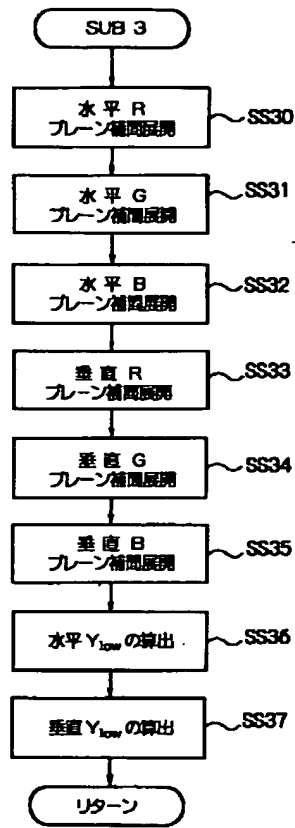 SUB 3
水 平 R
プレーン補間展開
SS30
水 平 G
プレーン補間展開
SS31
水 平 B
プレーン補間展開
SS32
垂 直 R
プレーン補間展開
SS33
垂 直 G
プレーン補間展開
SS34
垂 直 B
プレーン補間展開
SS35
水平 Ylow の算出
SS36
垂直 Ylow の算出
SS37
リターン